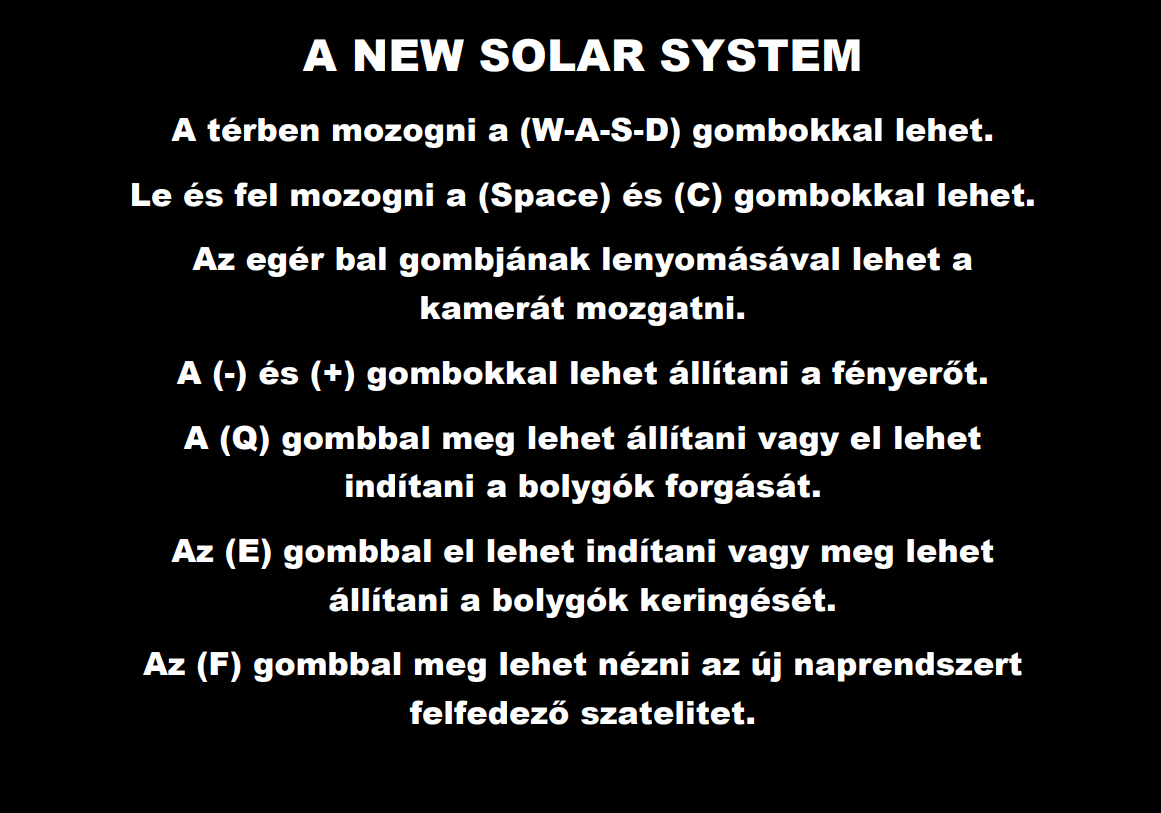 A NEW SOLAR SYSTEM
A térben mozogni a (W-A-S-D) gombokkal lehet.
Le és fel mozogni a (Space) és (C) gombokkal lehet.
Az egér bal gombjának lenyomásával lehet a
kamerát mozgatni.
A (-) és (+) gombokkal lehet állítani a fényerőt.
A (Q) gombbal meg lehet állítani vagy el lehet
indítani a bolygók forgását.
Az (E) gombbal el lehet indítani vagy meg lehet
állítani a bolygók keringését.
Az (F) gombbal meg lehet nézni az új naprendszert
felfedező szatelitet.